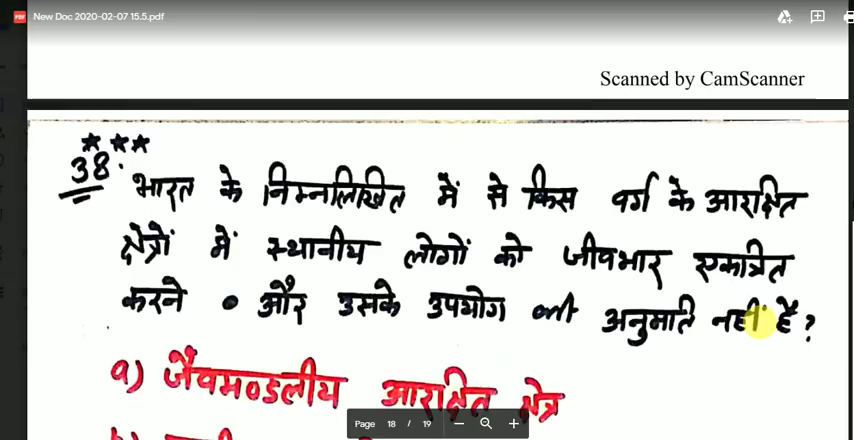 New Doc 2020-02-07 15.5.pdf
Scanned by CamScanner
38.
भारत के निम्नलिखित में से किस वर्ग के आरक्षित
क्षेत्रों में स्थानीय लोगों को जीवभार एकत्रित
करने और उसके उपयोग की अनुमति नहीं है?
a) जैवमण्डलीय आरक्षित क्षेत्र
Page 18 / 19